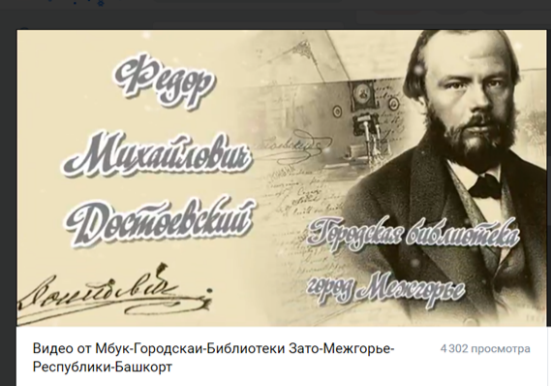 Федор
Михайлович
Достоевский
Городская библиотека
город Межгорье
Видео от Мбук-Городскаи-Библиотеки Зато-Межгорье-
Республики-Башкорт
4 302 просмотра